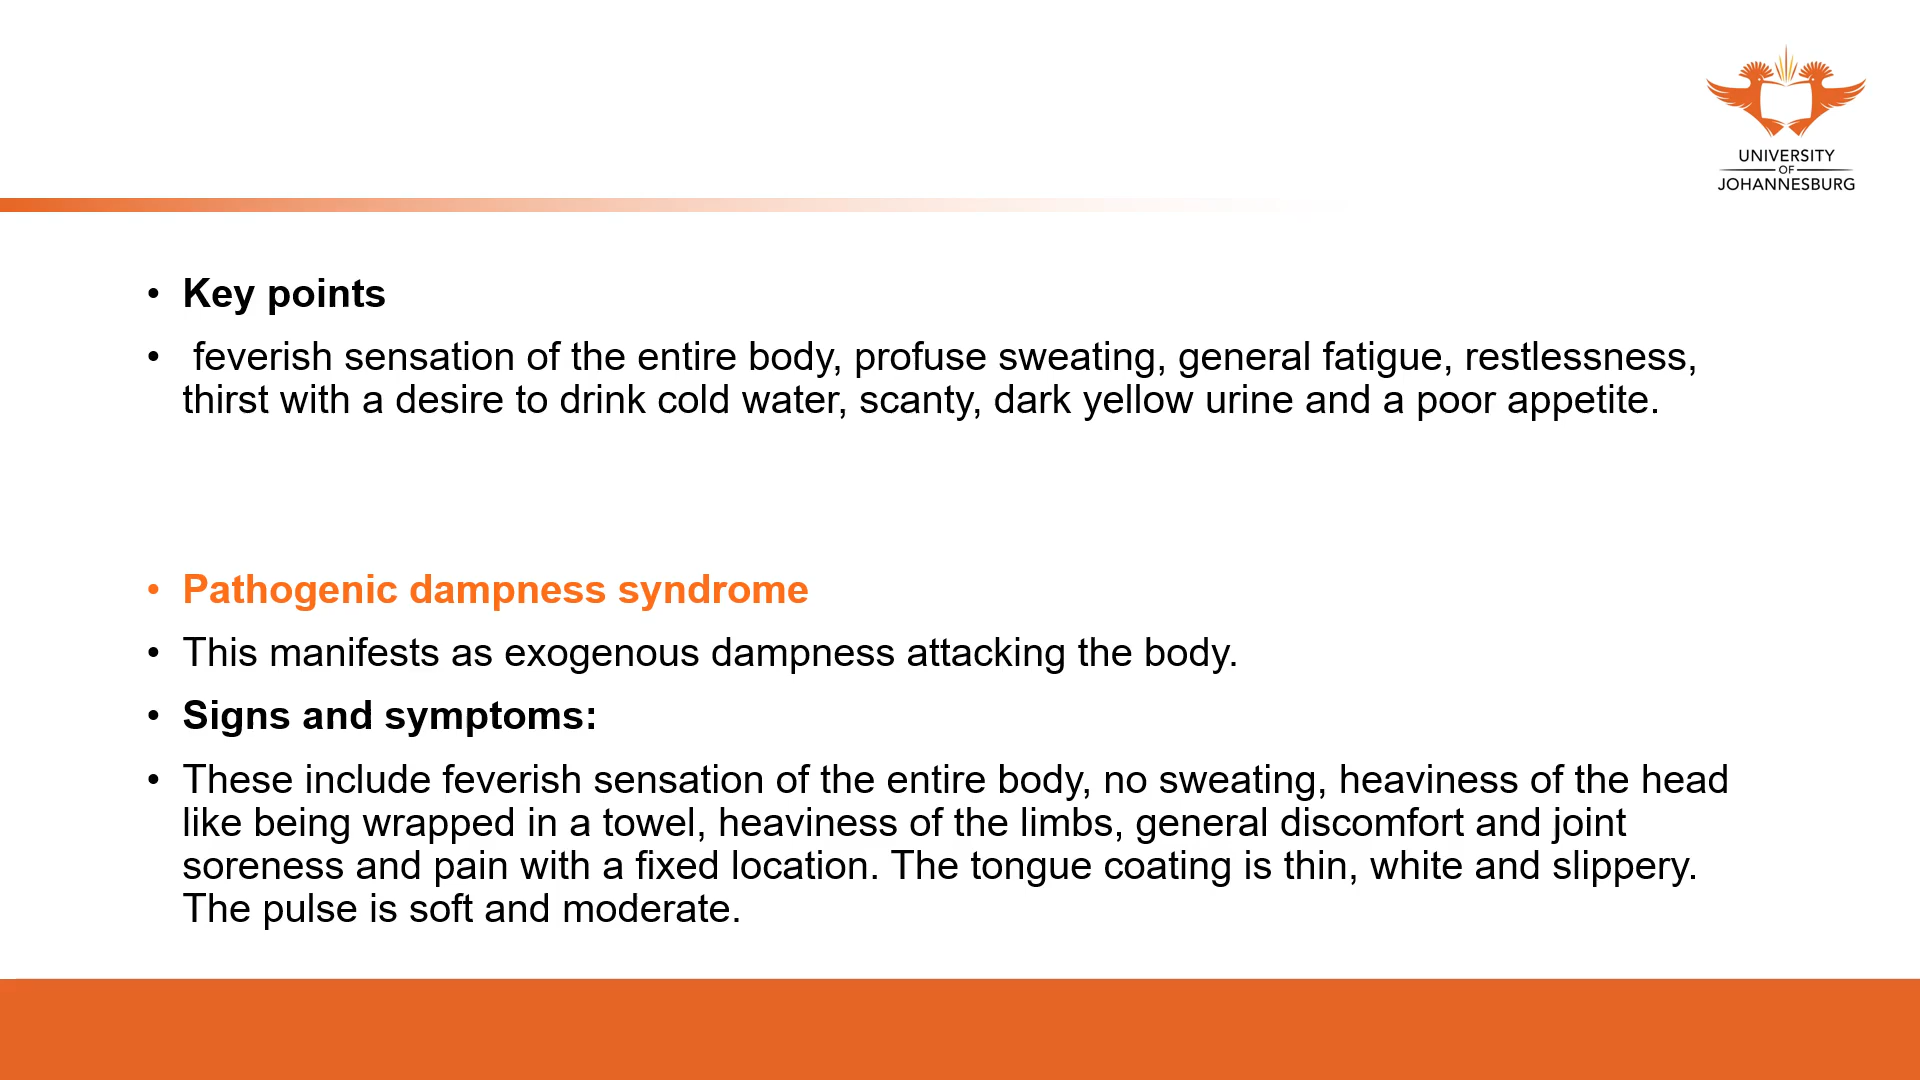 UNIVERSITY
OF
JOHANNESBURG
• Key points
• feverish sensation of the entire body, profuse sweating, general fatigue, restlessness,
thirst with a desire to drink cold water, scanty, dark yellow urine and a poor appetite.
• Pathogenic dampness syndrome
• This manifests as exogenous dampness attacking the body.
• Signs and symptoms:
• These include feverish sensation of the entire body, no sweating, heaviness of the head
like being wrapped in a towel, heaviness of the limbs, general discomfort and joint
soreness and pain with a fixed location. The tongue coating is thin, white and slippery.
The pulse is soft and moderate.